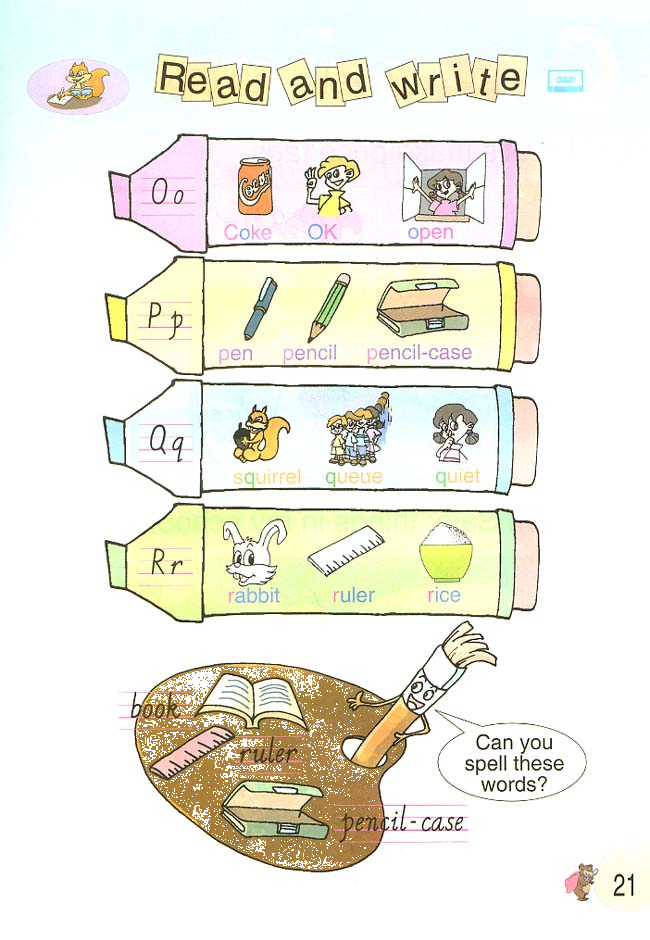 Read and write
Oo
Coke OK open
Pp
pen pencil pencil-case
Qq
squirrel queue quiet
Rr
rabbit ruler rice
book
ruler
pencil-case
Can you
spell these
words?
21